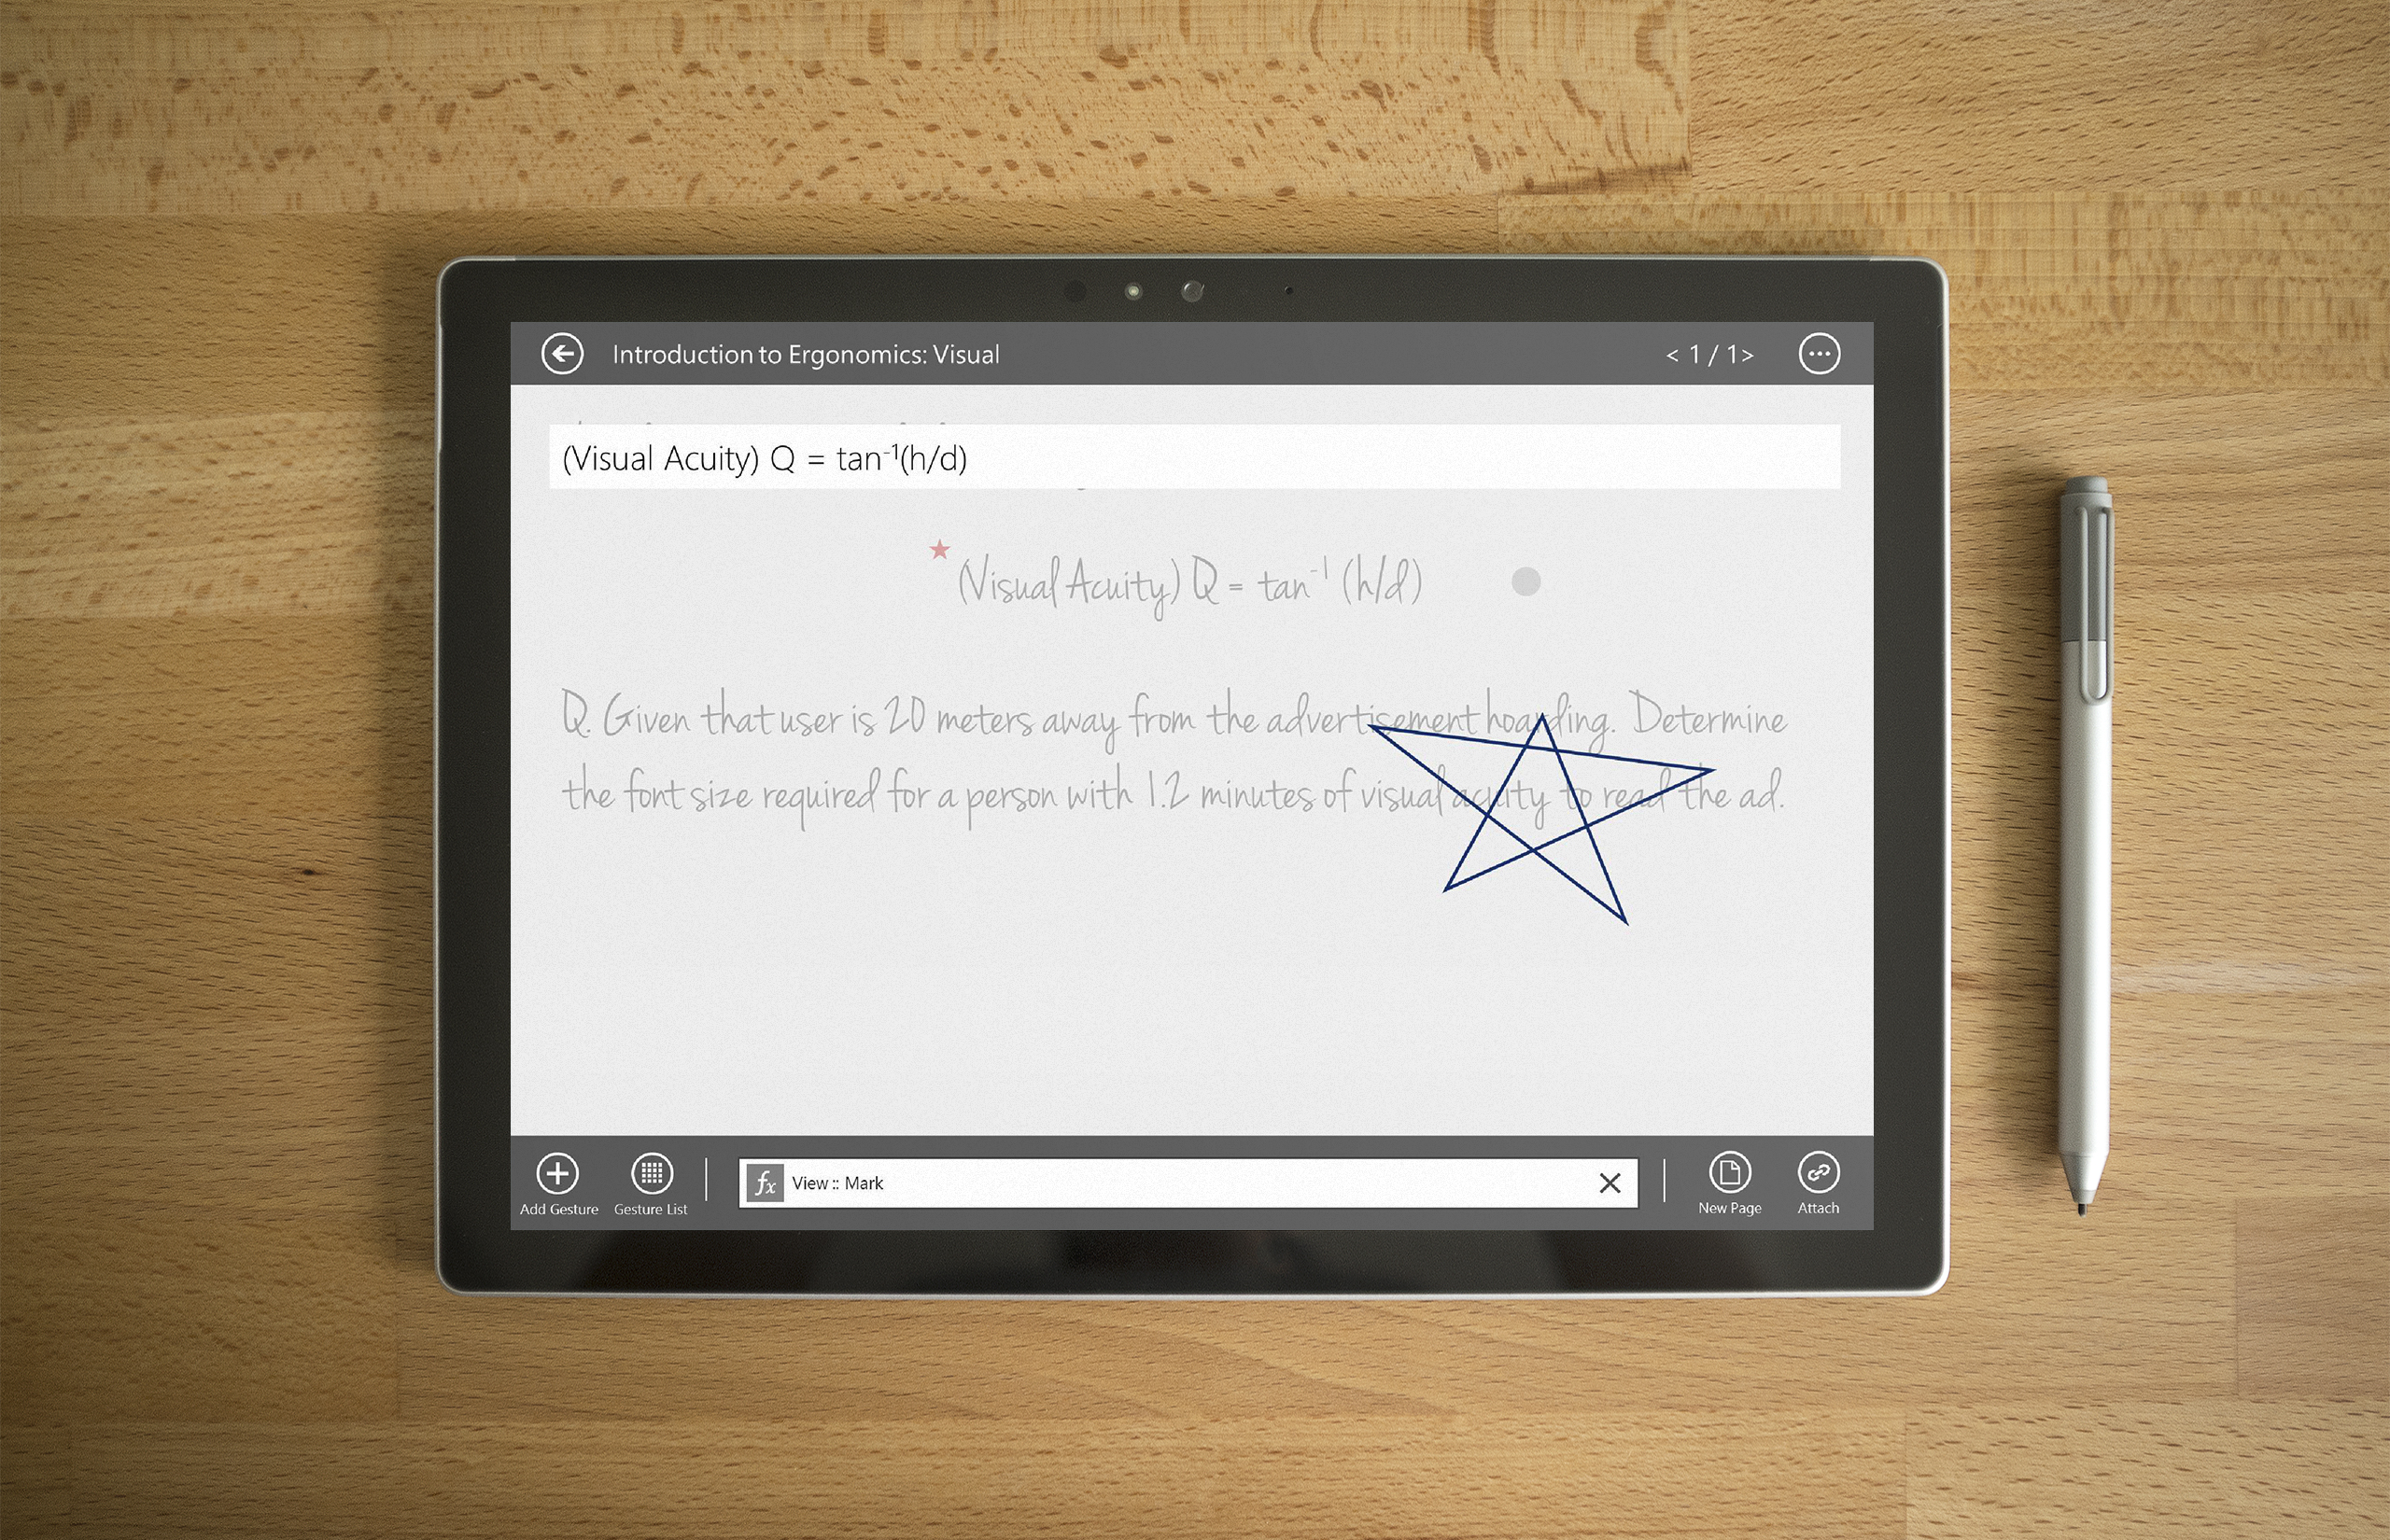 Introduction to Ergonomics: Visual
< 1 / 1 >
(Visual Acuity) Q = tan⁻¹(h/d)
(Visual Acuity) Q = tan⁻¹ (h/d)
Q. Given that user is 20 meters away from the advertisement hoarding. Determine
the font size required for a person with 1.2 minutes of visual acuity to read the ad.
fx View :: Mark
Add Gesture Gesture List New Page Attach